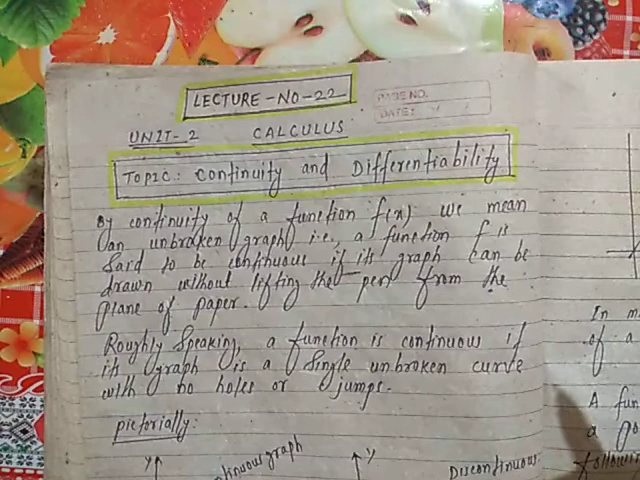 LECTURE-NO-22
PAGE NO.
DATE:
UNIT-2 CALCULUS
TOPIC: Continuity and Differentiability
By continuity of a function f(x) we mean
an unbroken graph i.e., a function f is
said to be continuous if its graph can be
drawn without lifting the pen from the
plane of paper.
Roughly speaking, a function is continuous if
its graph is a single unbroken curve
with no holes or jumps.
pictorially:
Y
ntinuous graph
Y
Discontinuous
In m
of a
A fun
a po
followin